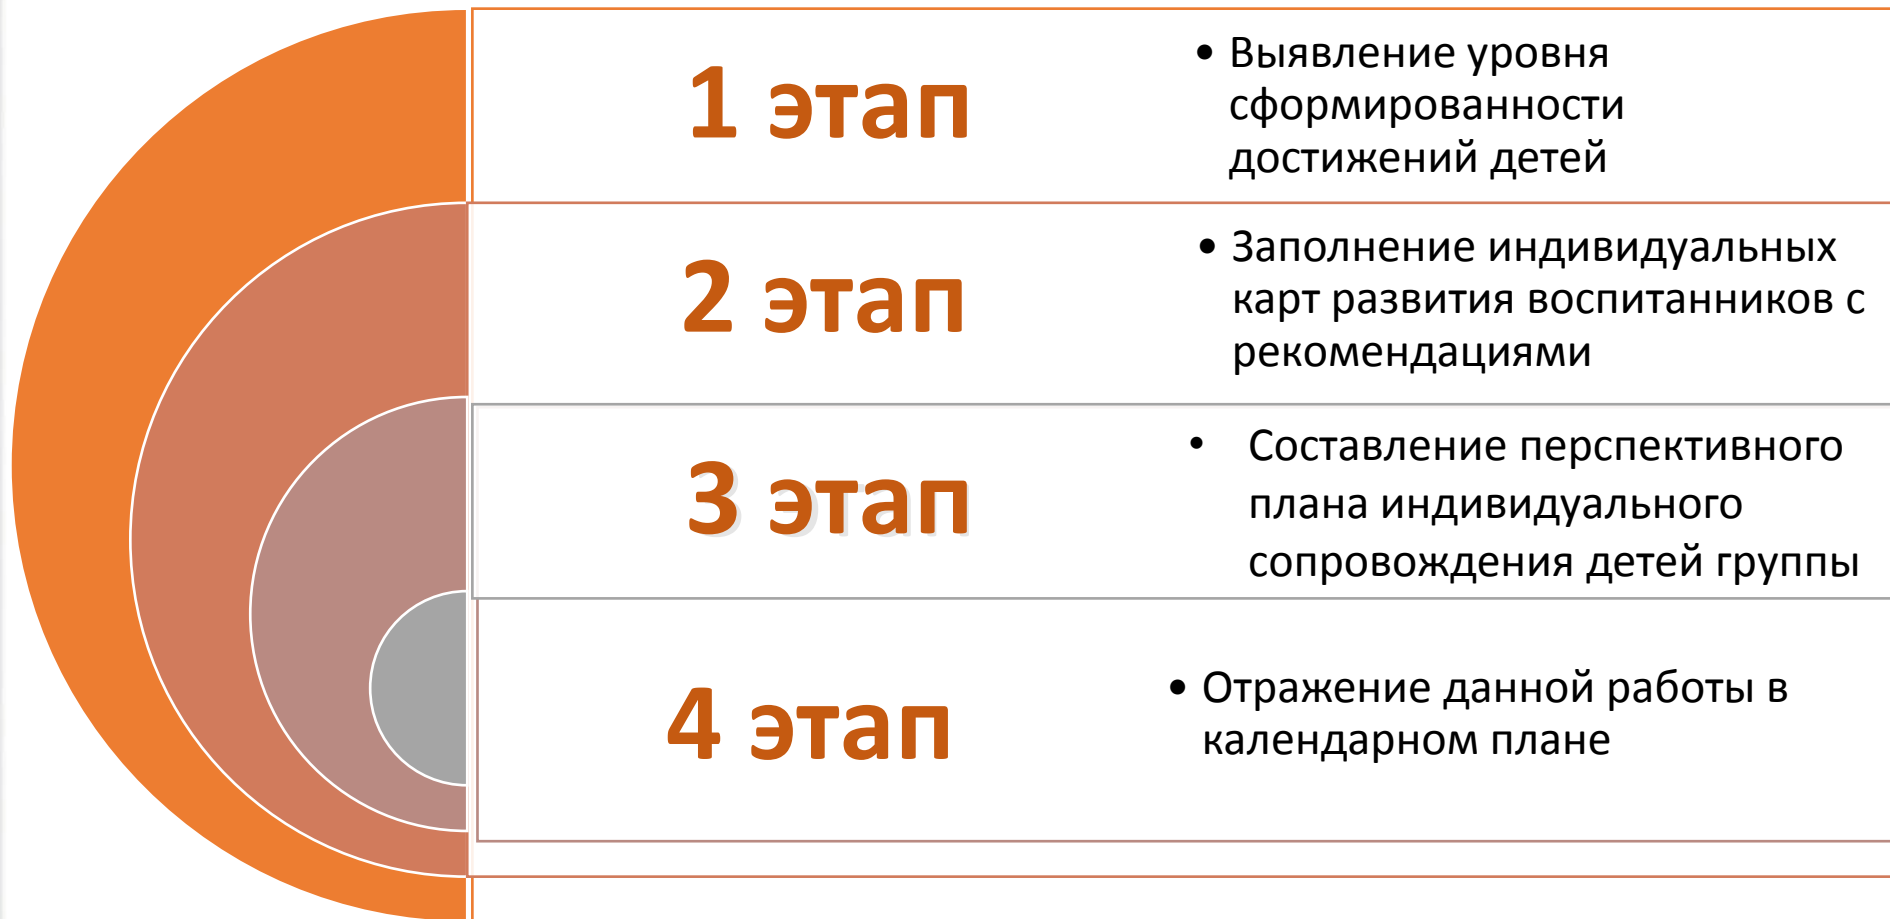 1 этап
• Выявление уровня
сформированности
достижений детей
2 этап
• Заполнение индивидуальных
карт развития воспитанников с
рекомендациями
3 этап
• Составление перспективного
плана индивидуального
сопровождения детей группы
4 этап
• Отражение данной работы в
календарном плане